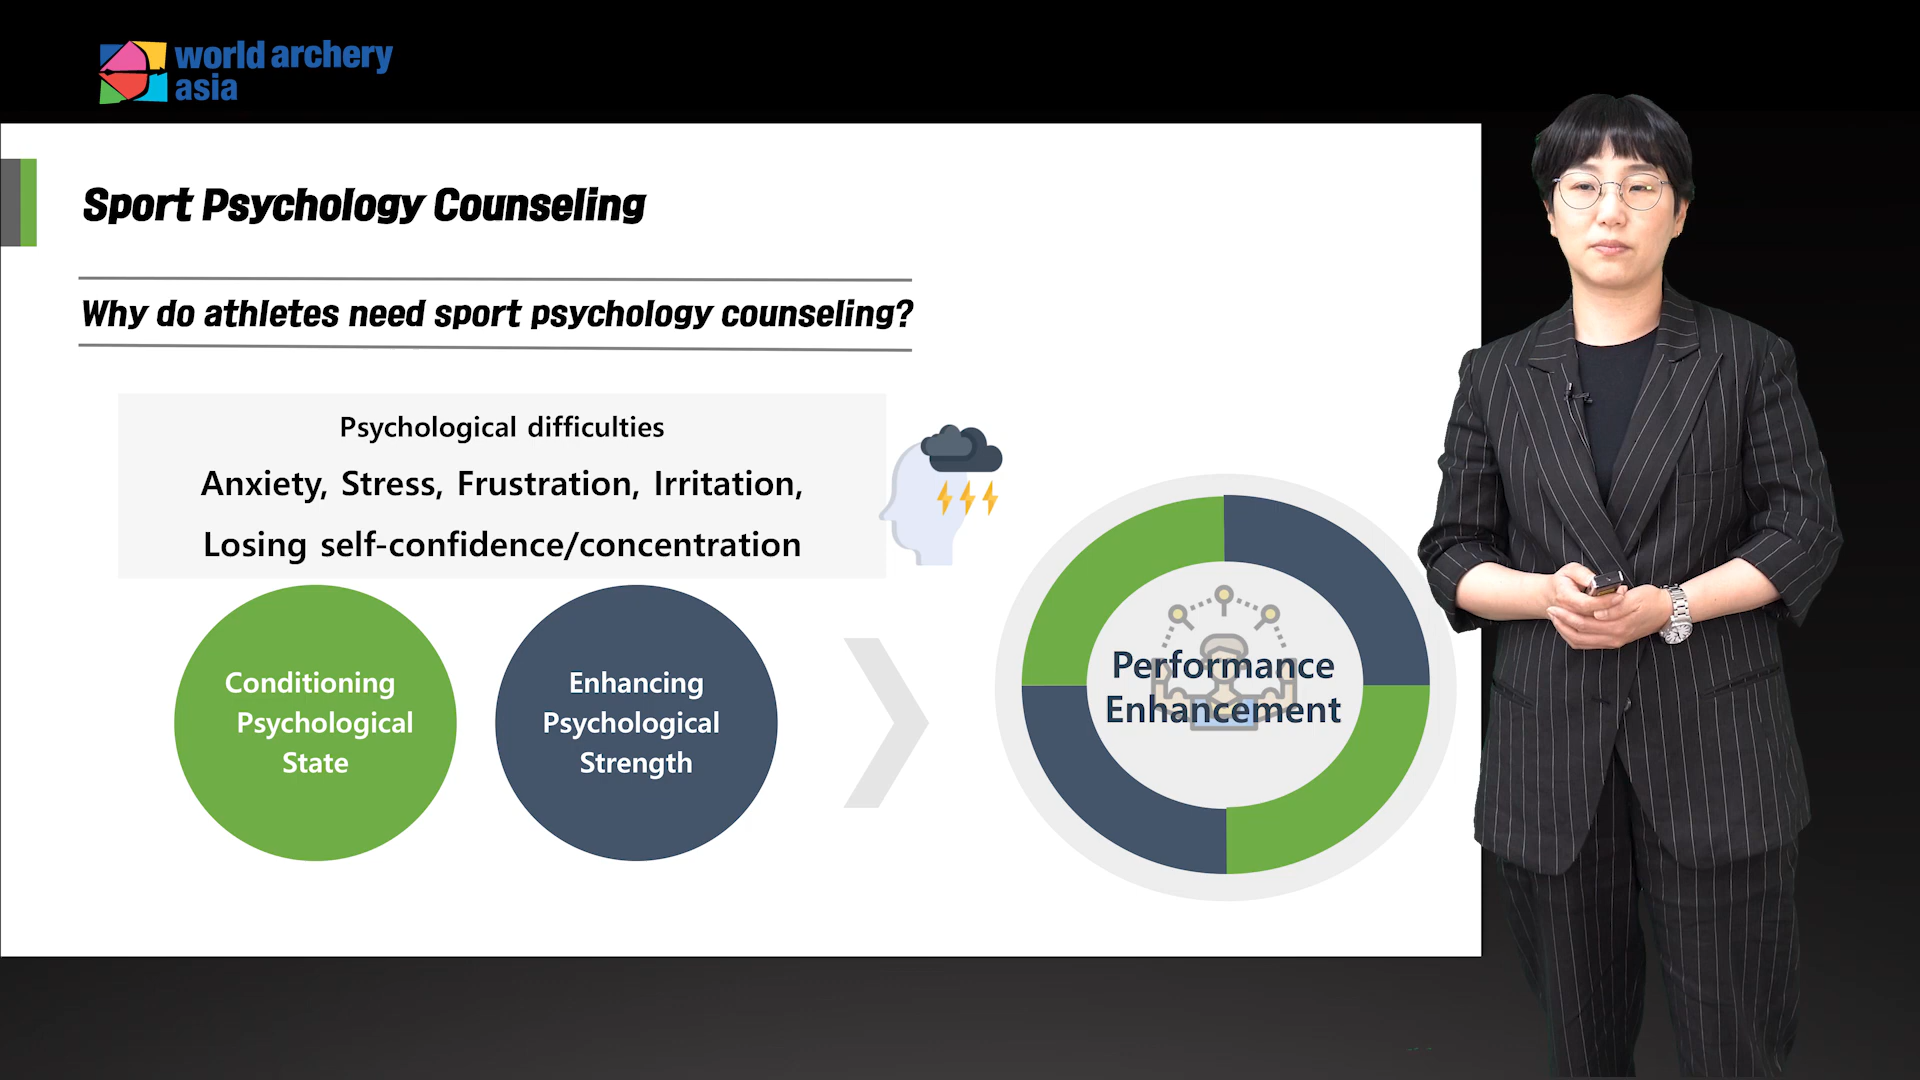 world archery
asia
Sport Psychology Counseling
Why do athletes need sport psychology counseling?
Psychological difficulties
Anxiety, Stress, Frustration, Irritation,
Losing self-confidence/concentration
Conditioning
Psychological
State
Enhancing
Psychological
Strength
Performance
Enhancement